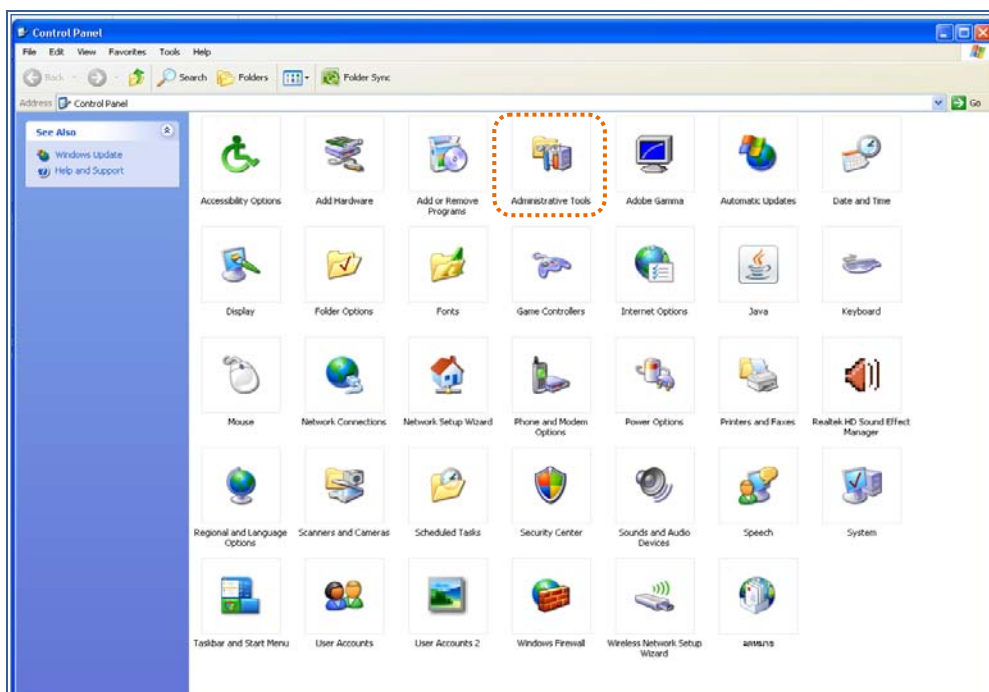 Control Panel
File Edit View Favorites Tools Help
Back Search Folders Folder Sync
Address Control Panel Go
See Also
Windows Update
Help and Support
Accessibility Options Add Hardware Add or Remove Programs Administrative Tools Adobe Gamma Automatic Updates Date and Time
Display Folder Options Fonts Game Controllers Internet Options Java Keyboard
Mouse Network Connections Network Setup Wizard Phone and Modem Options Power Options Printers and Faxes Realtek HD Sound Effect Manager
Regional and Language Options Scanners and Cameras Scheduled Tasks Security Center Sounds and Audio Devices Speech System
Taskbar and Start Menu User Accounts User Accounts 2 Windows Firewall Wireless Network Setup Wizard